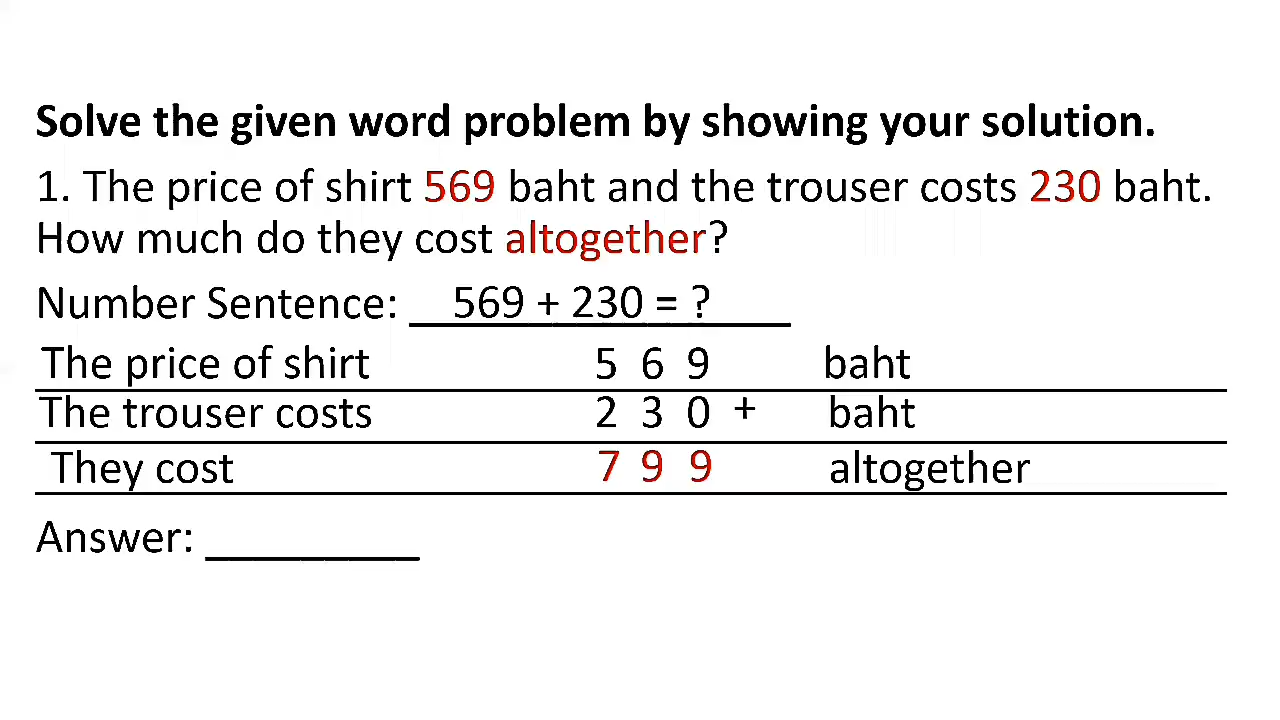 Solve the given word problem by showing your solution.
1. The price of shirt 569 baht and the trouser costs 230 baht.
How much do they cost altogether?
Number Sentence: 569 + 230 = ?
The price of shirt 5 6 9 baht
The trouser costs 2 3 0 + baht
They cost 7 9 9 altogether
Answer: _________